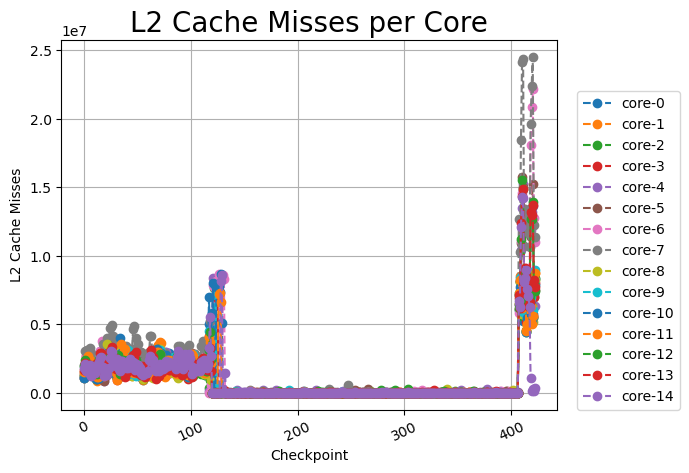 L2 Cache Misses per Core
1e7
2.5
2.0
1.5
1.0
0.5
0.0
L2 Cache Misses
0
100
200
300
400
Checkpoint
core-0
core-1
core-2
core-3
core-4
core-5
core-6
core-7
core-8
core-9
core-10
core-11
core-12
core-13
core-14